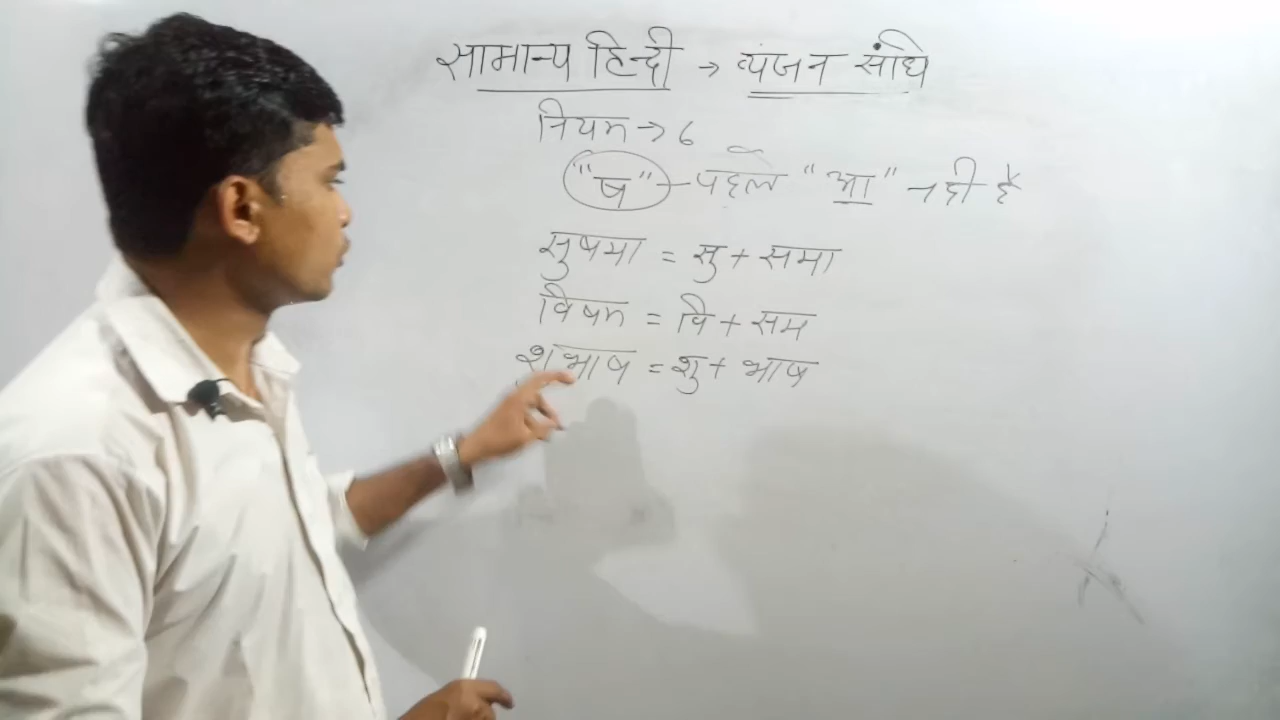 सामान्य हिन्दी → व्यंजन संधि
नियम → 6
"ष" - पहले "आ" नही है
सुषमा = सु + समा
विषम = वि + सम
शुभाष = शु + भाष